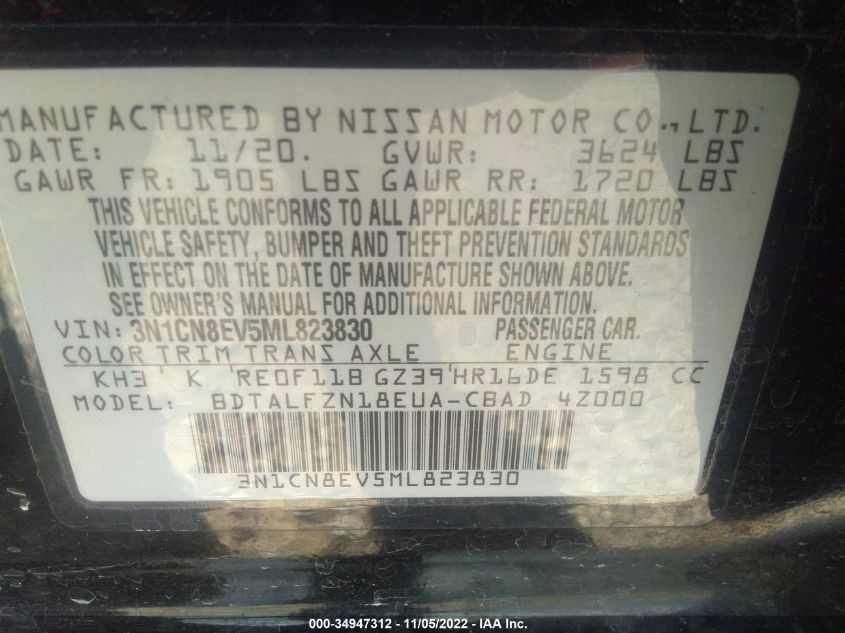 MANUFACTURED BY NISSAN MOTOR CO., LTD.
DATE: 11/20. GVWR: 3624 LBS
GAWR FR: 1905 LBS GAWR RR: 1720 LBS
THIS VEHICLE CONFORMS TO ALL APPLICABLE FEDERAL MOTOR
VEHICLE SAFETY, BUMPER AND THEFT PREVENTION STANDARDS
IN EFFECT ON THE DATE OF MANUFACTURE SHOWN ABOVE.
SEE OWNER'S MANUAL FOR ADDITIONAL INFORMATION.
VIN: 3N1CN8EV5ML823830 PASSENGER CAR.
COLOR TRIM TRANS AXLE ENGINE
KH3 K RE0F11B GZ39 HR16DE 1598 CC
MODEL: BDTALFZN18EUA-CBAD 4Z000
3N1CN8EV5ML823830
000-34947312 - 11/05/2022 - IAA Inc.